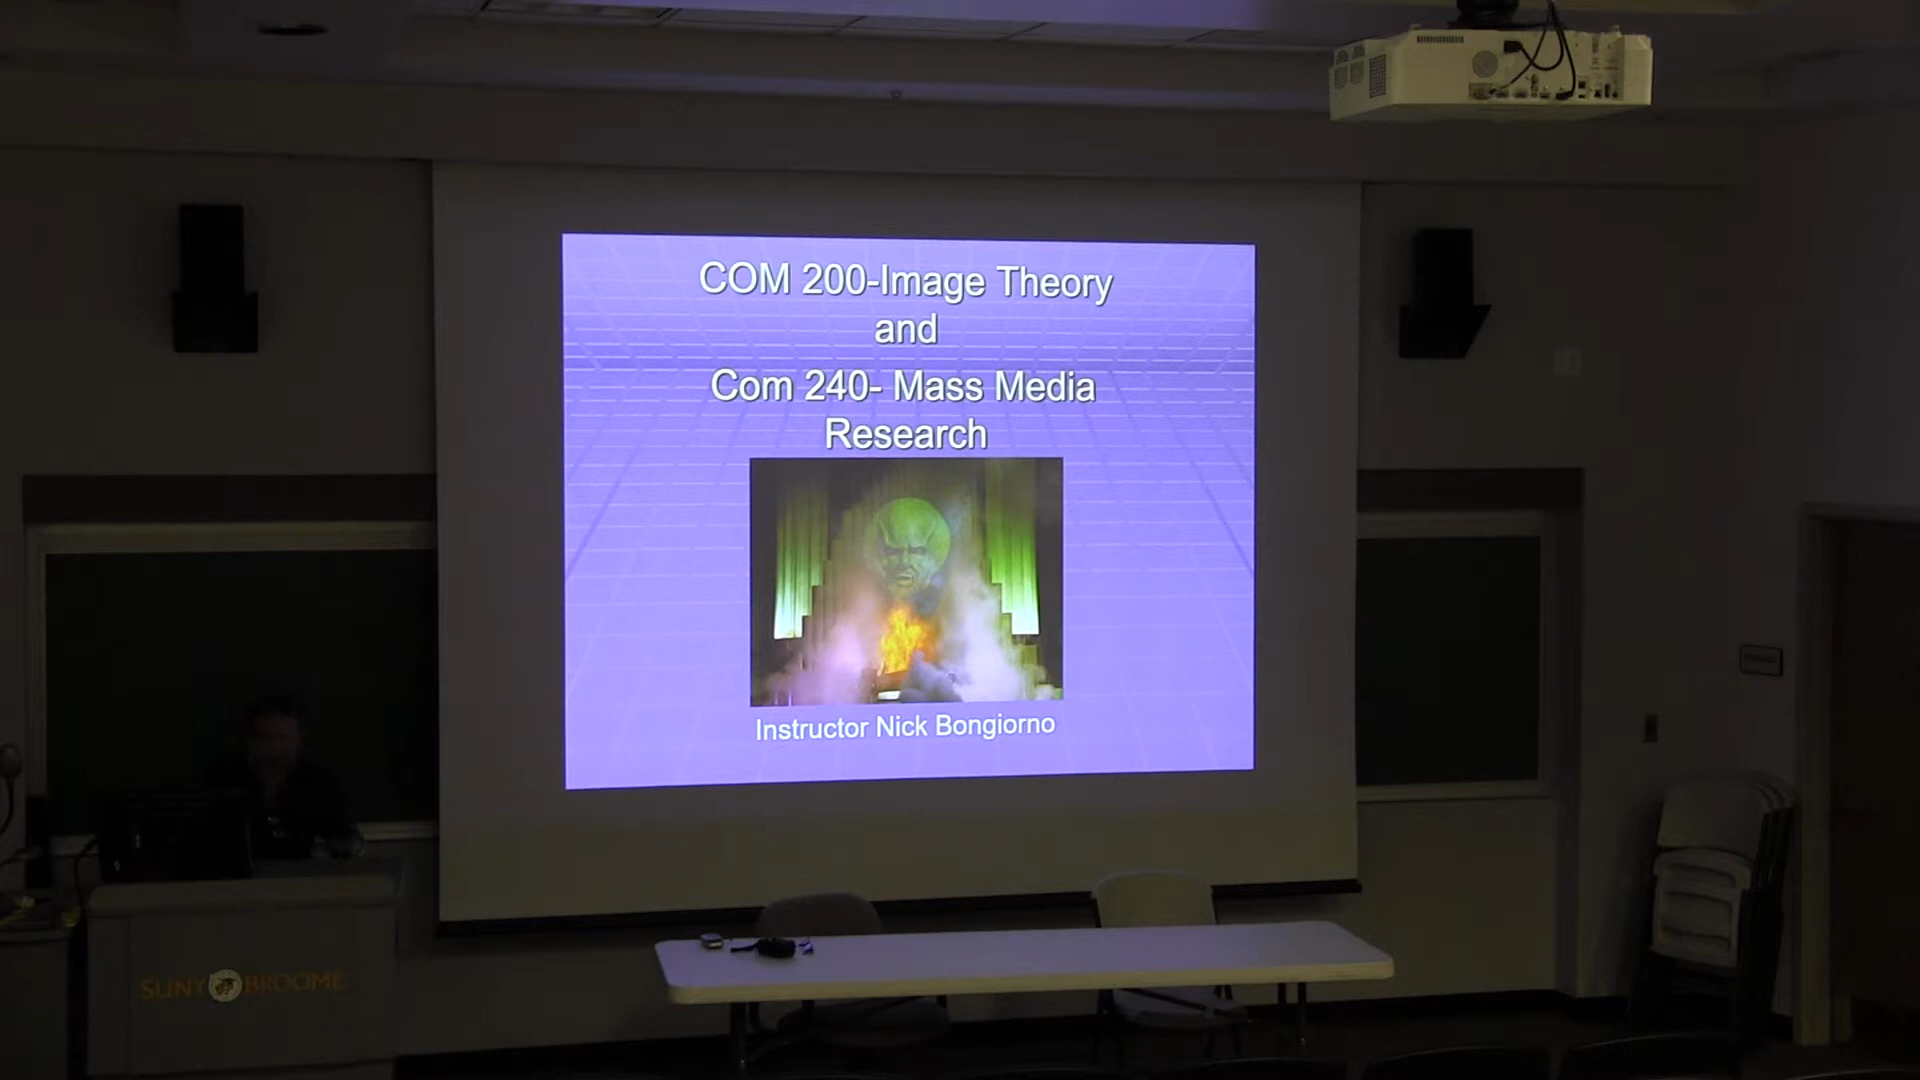 COM 200-Image Theory
and
Com 240- Mass Media
Research
Instructor Nick Bongiorno
SUNY BROOME